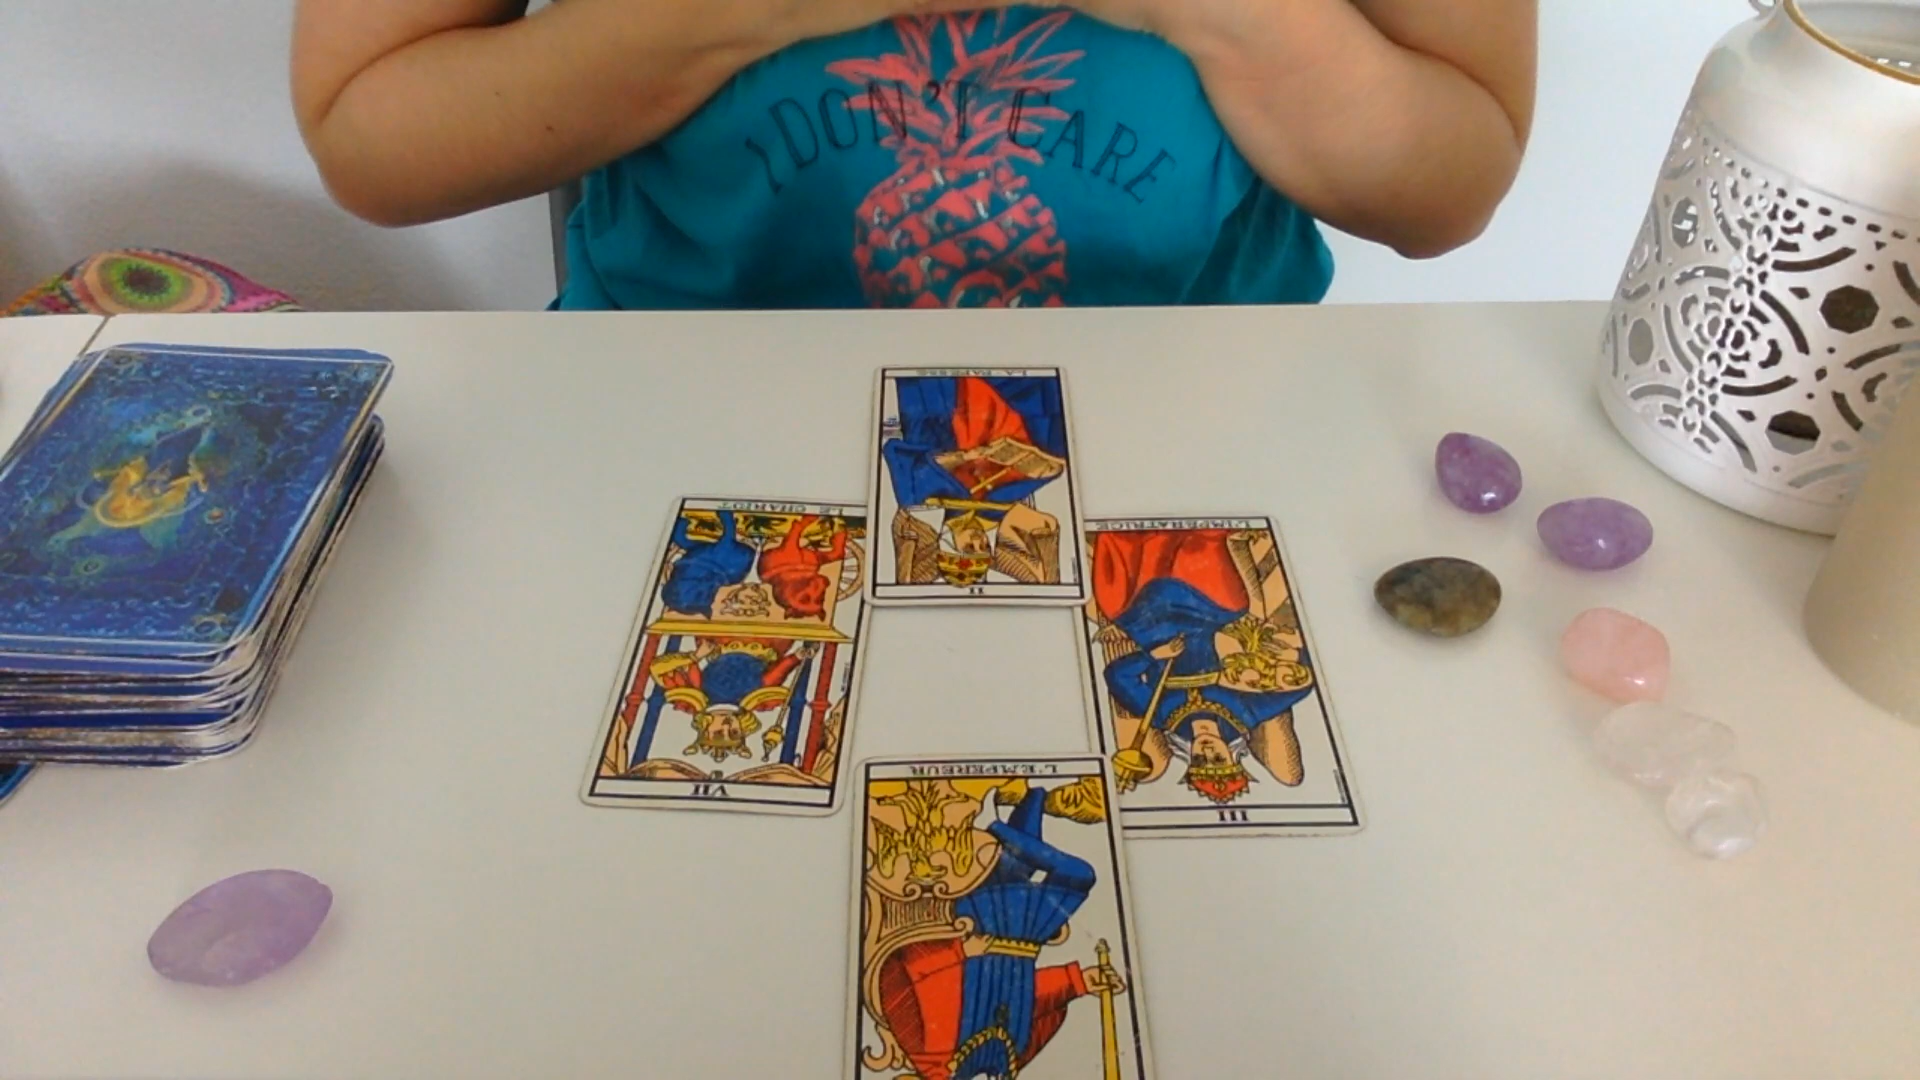 I DON'T CARE
LA PAPESSE
II
LE CHARIOT
VII
L'IMPERATRICE
III
L'EMPEREUR